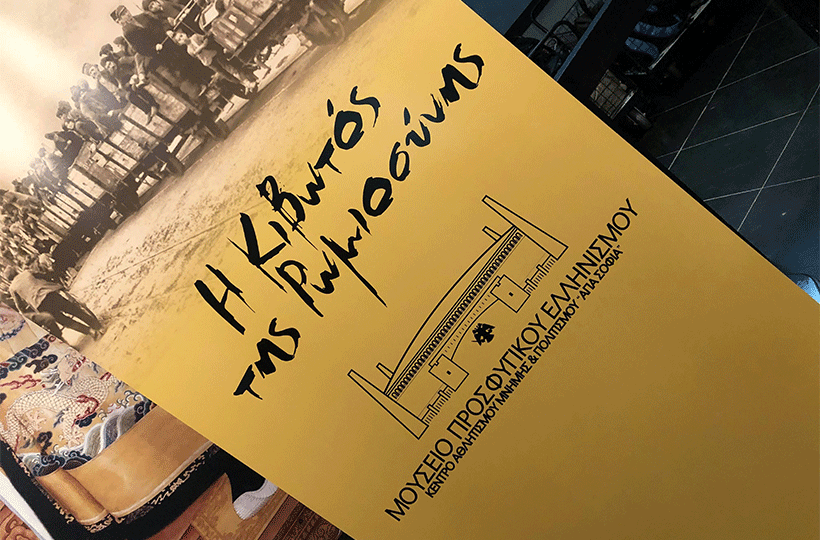 Η Κιβωτός
της Ρωμιοσύνης
ΜΟΥΣΕΙΟ ΠΡΟΣΦΥΓΙΚΟΥ ΕΛΛΗΝΙΣΜΟΥ
ΚΕΝΤΡΟ ΑΘΛΗΤΙΣΜΟΥ ΜΝΗΜΗΣ & ΠΟΛΙΤΙΣΜΟΥ - "ΑΓΙΑ ΣΟΦΙΑ"